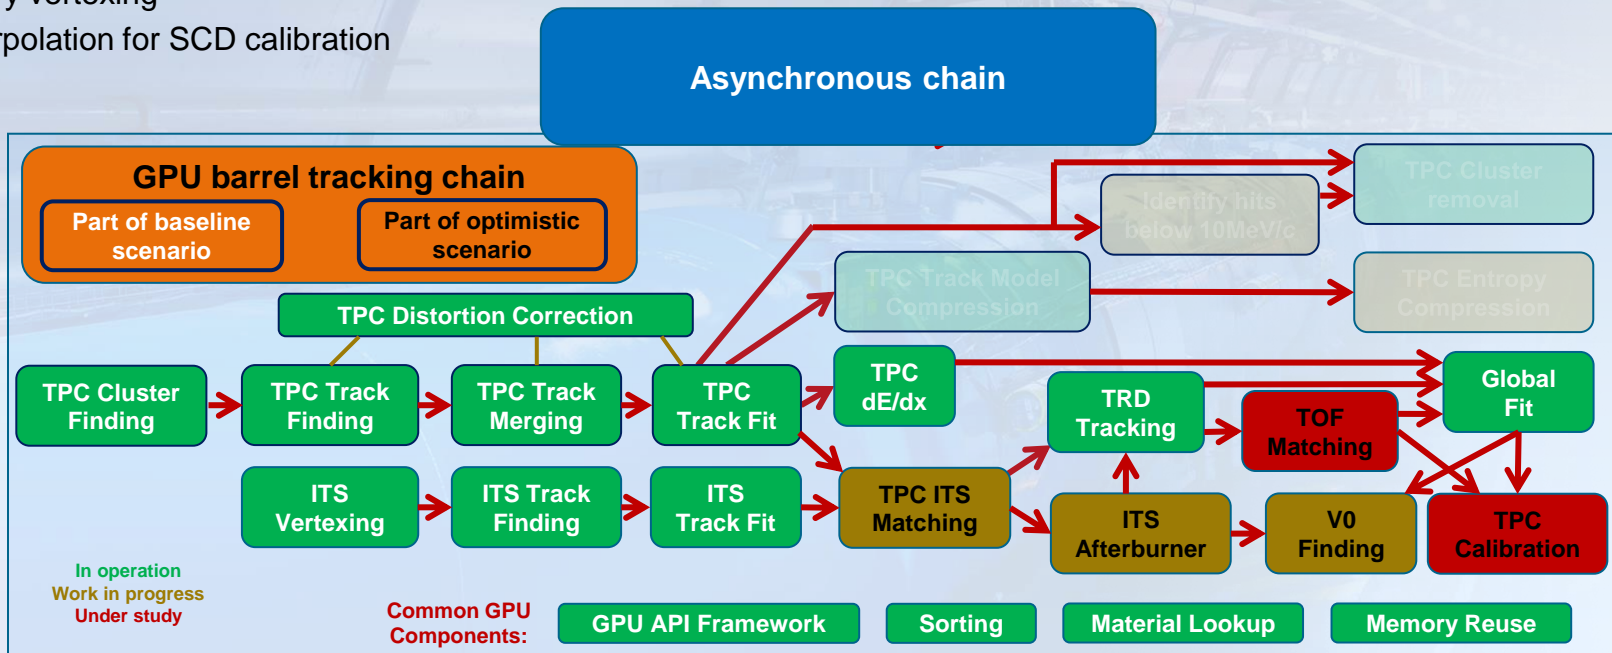 y vertexing
rpolation for SCD calibration
Asynchronous chain
GPU barrel tracking chain
Part of baseline
scenario
Part of optimistic
scenario
Identify hits
below 10MeV/c
TPC Cluster
removal
TPC Track Model
Compression
TPC Entropy
Compression
TPC Distortion Correction
TPC Cluster
Finding
TPC Track
Finding
TPC Track
Merging
TPC
Track Fit
TPC
dE/dx
TRD
Tracking
TOF
Matching
Global
Fit
ITS
Vertexing
ITS Track
Finding
ITS
Track Fit
TPC ITS
Matching
ITS
Afterburner
V0
Finding
TPC
Calibration
In operation
Work in progress
Under study
Common GPU
Components:
GPU API Framework
Sorting
Material Lookup
Memory Reuse